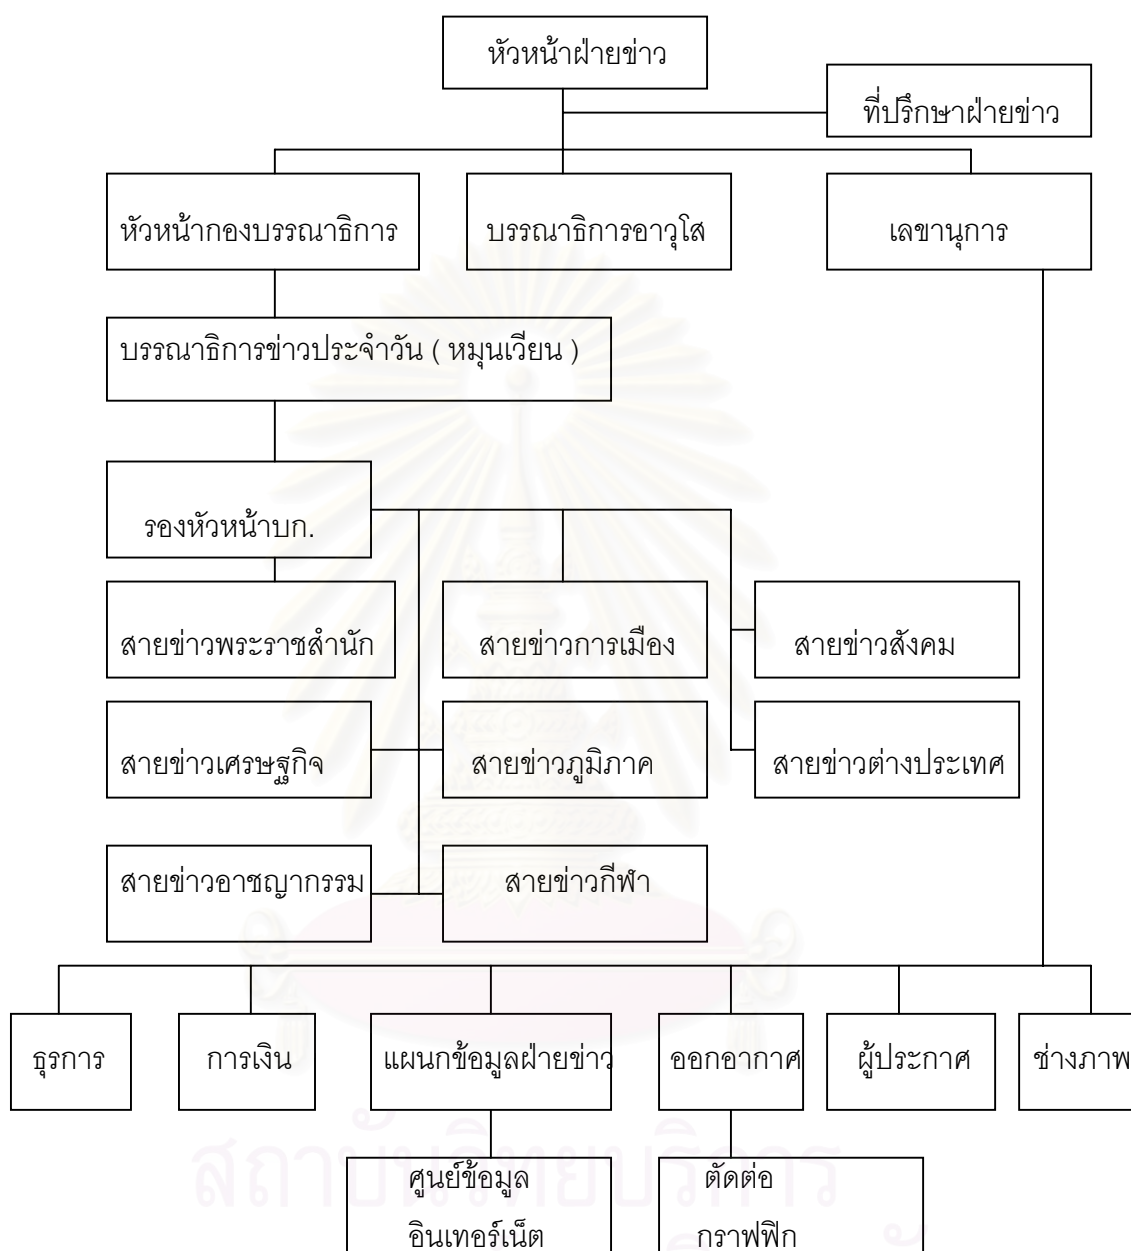 หัวหน้าฝ่ายข่าว
ที่ปรึกษาฝ่ายข่าว
หัวหน้ากองบรรณาธิการ
บรรณาธิการอาวุโส
เลขานุการ
บรรณาธิการข่าวประจำวัน ( หมุนเวียน )
รองหัวหน้าบก.
สายข่าวพระราชสำนัก
สายข่าวการเมือง
สายข่าวสังคม
สายข่าวเศรษฐกิจ
สายข่าวภูมิภาค
สายข่าวต่างประเทศ
สายข่าวอาชญากรรม
สายข่าวกีฬา
ธุรการ
การเงิน
แผนกข้อมูลฝ่ายข่าว
ออกอากาศ
ผู้ประกาศ
ช่างภาพ
สถาบันวิทยบริการ
ศูนย์ข้อมูล
อินเทอร์เน็ต
ตัดต่อ
กราฟฟิก